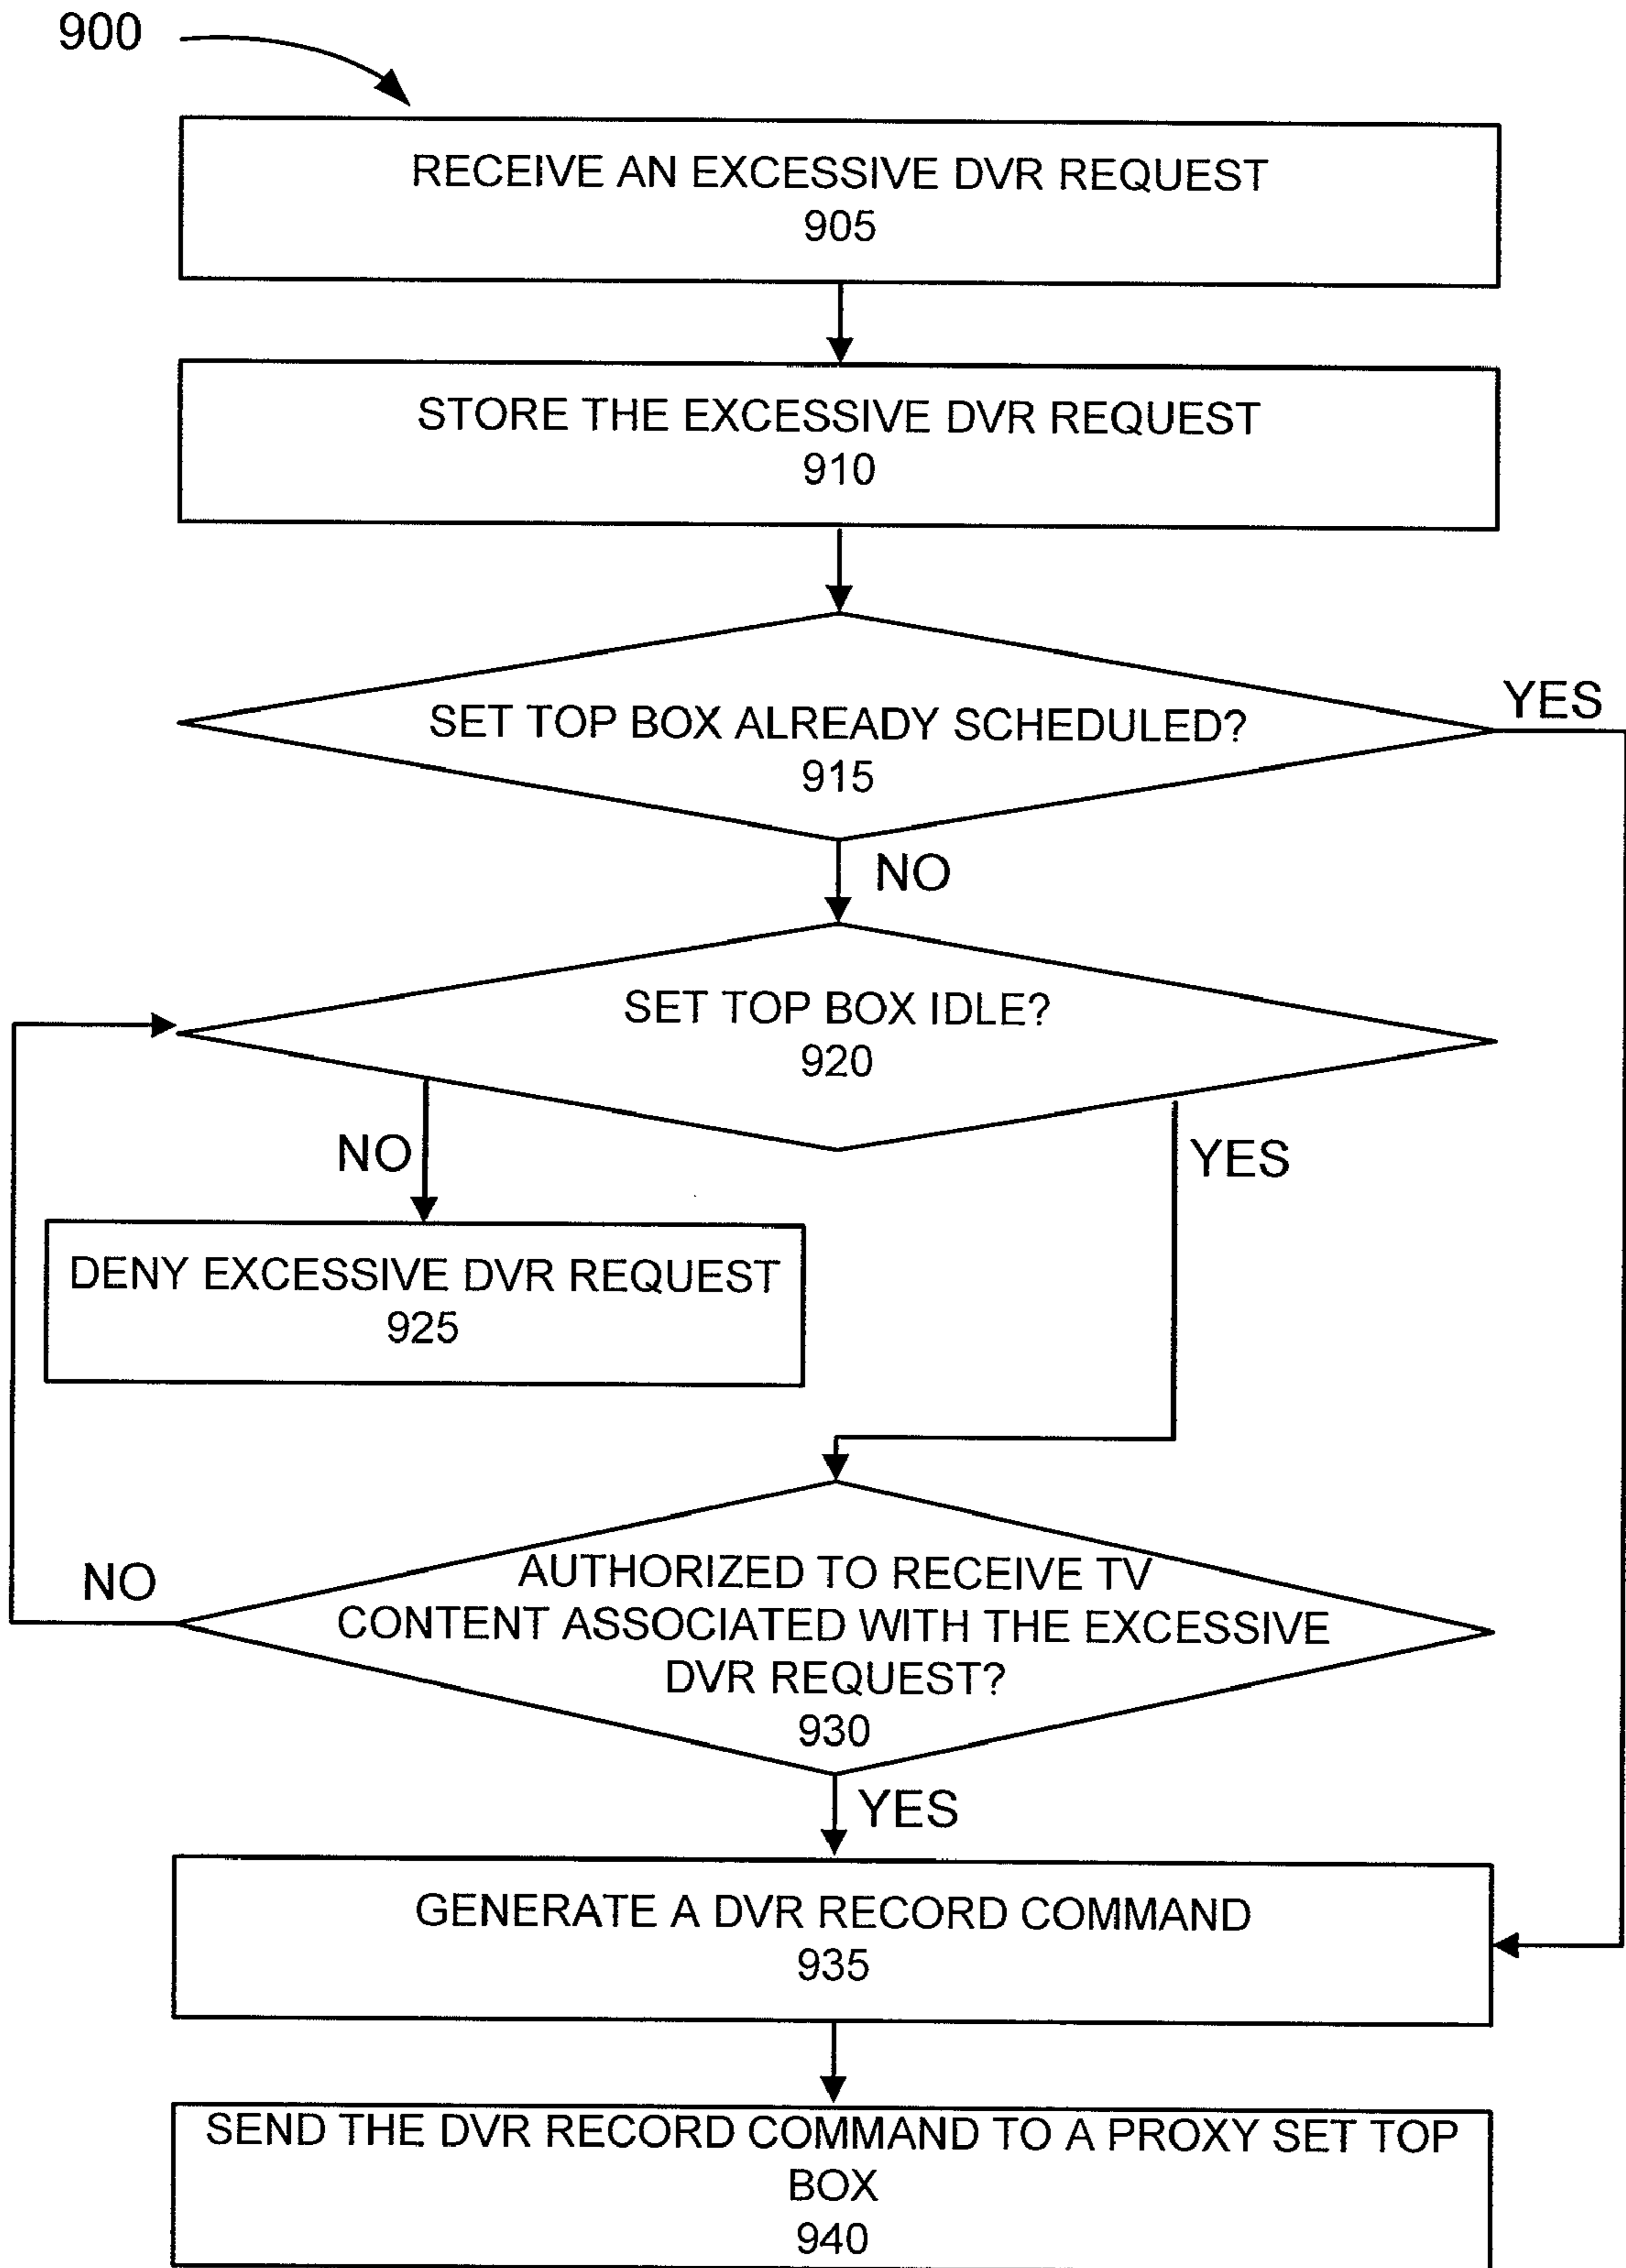 900
RECEIVE AN EXCESSIVE DVR REQUEST
905
STORE THE EXCESSIVE DVR REQUEST
910
SET TOP BOX ALREADY SCHEDULED?
915
YES
NO
SET TOP BOX IDLE?
920
NO
YES
DENY EXCESSIVE DVR REQUEST
925
AUTHORIZED TO RECEIVE TV
CONTENT ASSOCIATED WITH THE EXCESSIVE
DVR REQUEST?
930
NO
YES
GENERATE A DVR RECORD COMMAND
935
SEND THE DVR RECORD COMMAND TO A PROXY SET TOP
BOX
940